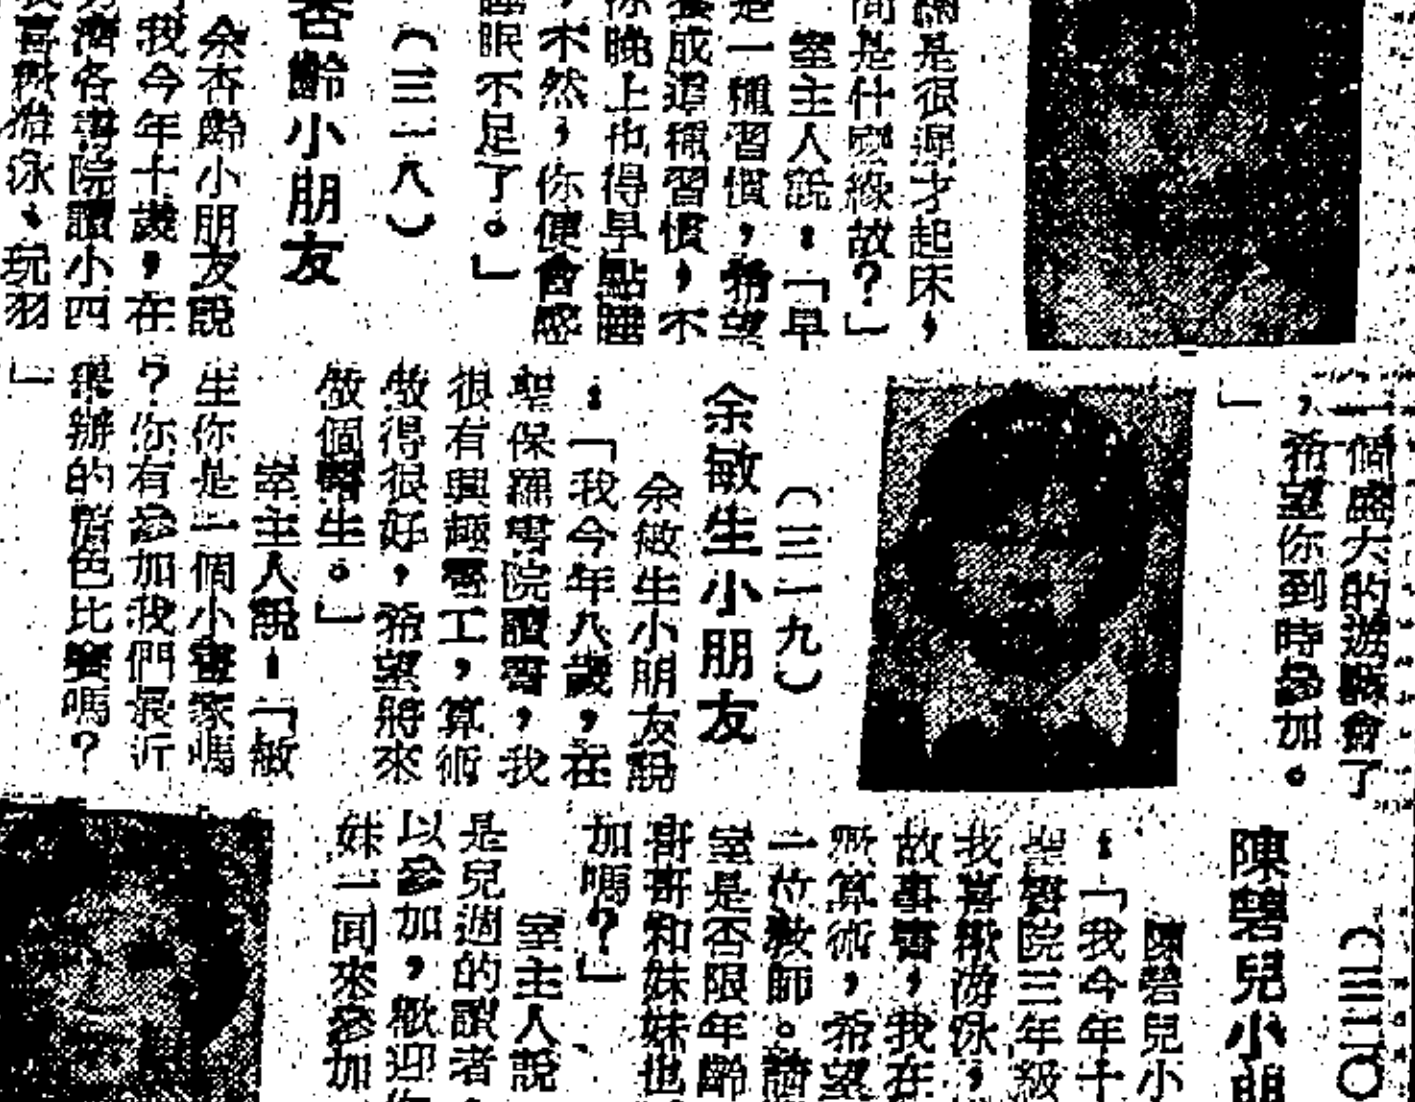 是很遲才起床，
間是什麼緣故？」
室主人說：「早
是一種習慣，希望
養成這種習慣，不
你晚上也得早點睡
，不然，你便會感
睡眠不足了。」
（三一八）
杏齡小朋友
余杏齡小朋友說
我今年十歲，在
濟各書院讀小四
喜歡游泳、玩羽
一個盛大的遊藝會了
，希望你到時參加。
」
（三一九）
余敏生小朋友
余敏生小朋友說
：「我今年八歲，在
聖保羅書院讀書，我
很有興趣勞工，算術
做得很好，希望將來
做個醫生。」
室主人說：「敏
生你是一個小畫家嗎
？你有參加我們最近
舉辦的填色比賽嗎？
」
（三二〇
陳碧兒小朋
陳碧兒小
：「我今年十
書院三年級
我喜歡游泳，
故事書，我在
算術，希望
一位教師。請
室是否限年齡
哥哥和妹妹也
加嗎？」
室主人說
是兒週的讀者
以參加，歡迎
妹一同來參加